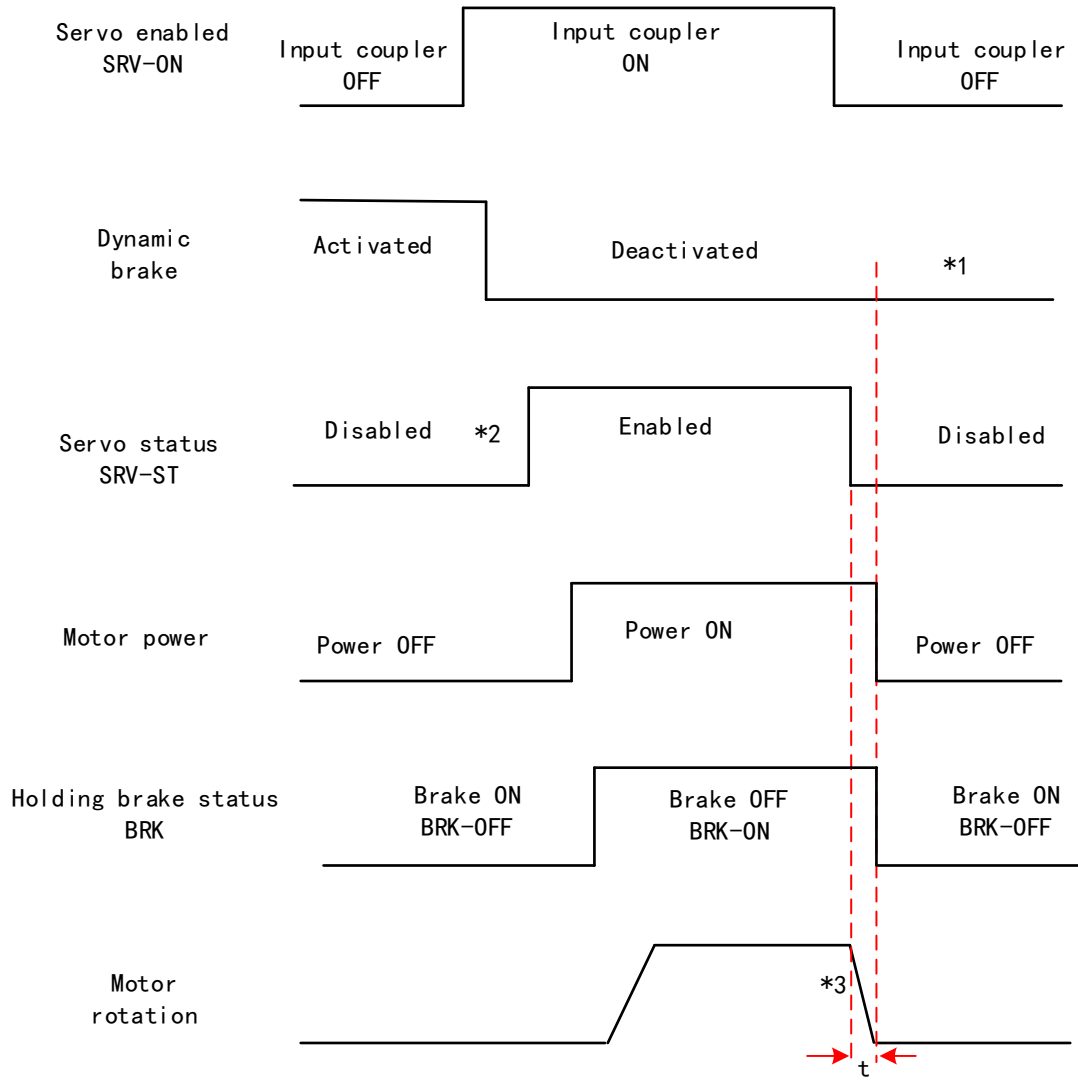 Servo enabled
SRV-ON
Input coupler
OFF
Input coupler
ON
Input coupler
OFF
Dynamic
brake
Activated
Deactivated
*1
Servo status
SRV-ST
Disabled
*2
Enabled
Disabled
Motor power
Power OFF
Power ON
Power OFF
Holding brake status
BRK
Brake ON
BRK-OFF
Brake OFF
BRK-ON
Brake ON
BRK-OFF
Motor
rotation
*3
t